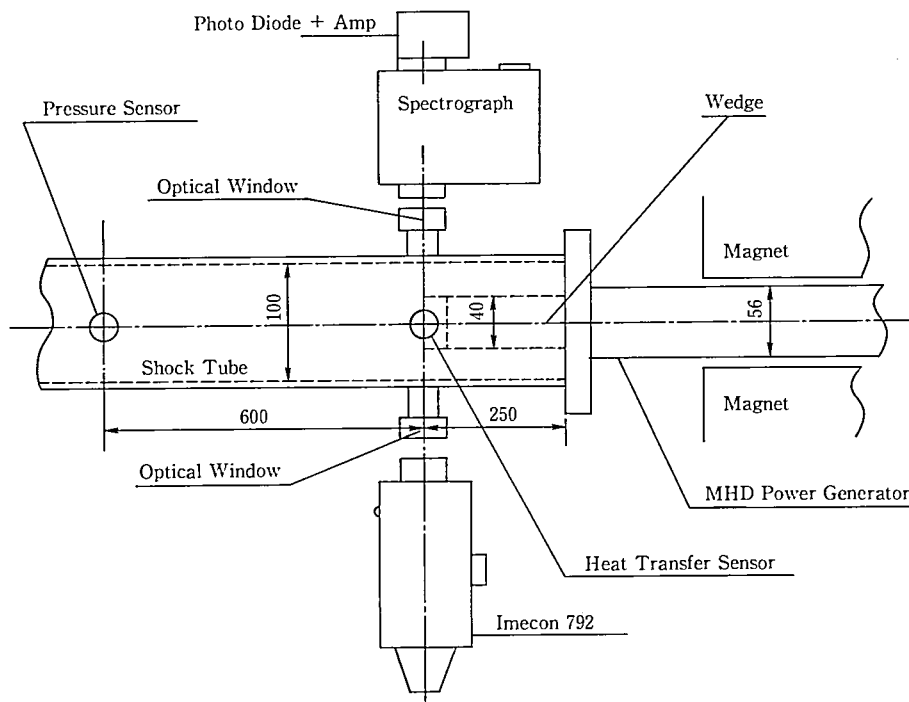 Photo Diode + Amp
Spectrograph
Wedge
Pressure Sensor
Optical Window
Magnet
100
40
56
Shock Tube
600
250
Magnet
Optical Window
MHD Power Generator
Heat Transfer Sensor
Imecon 792